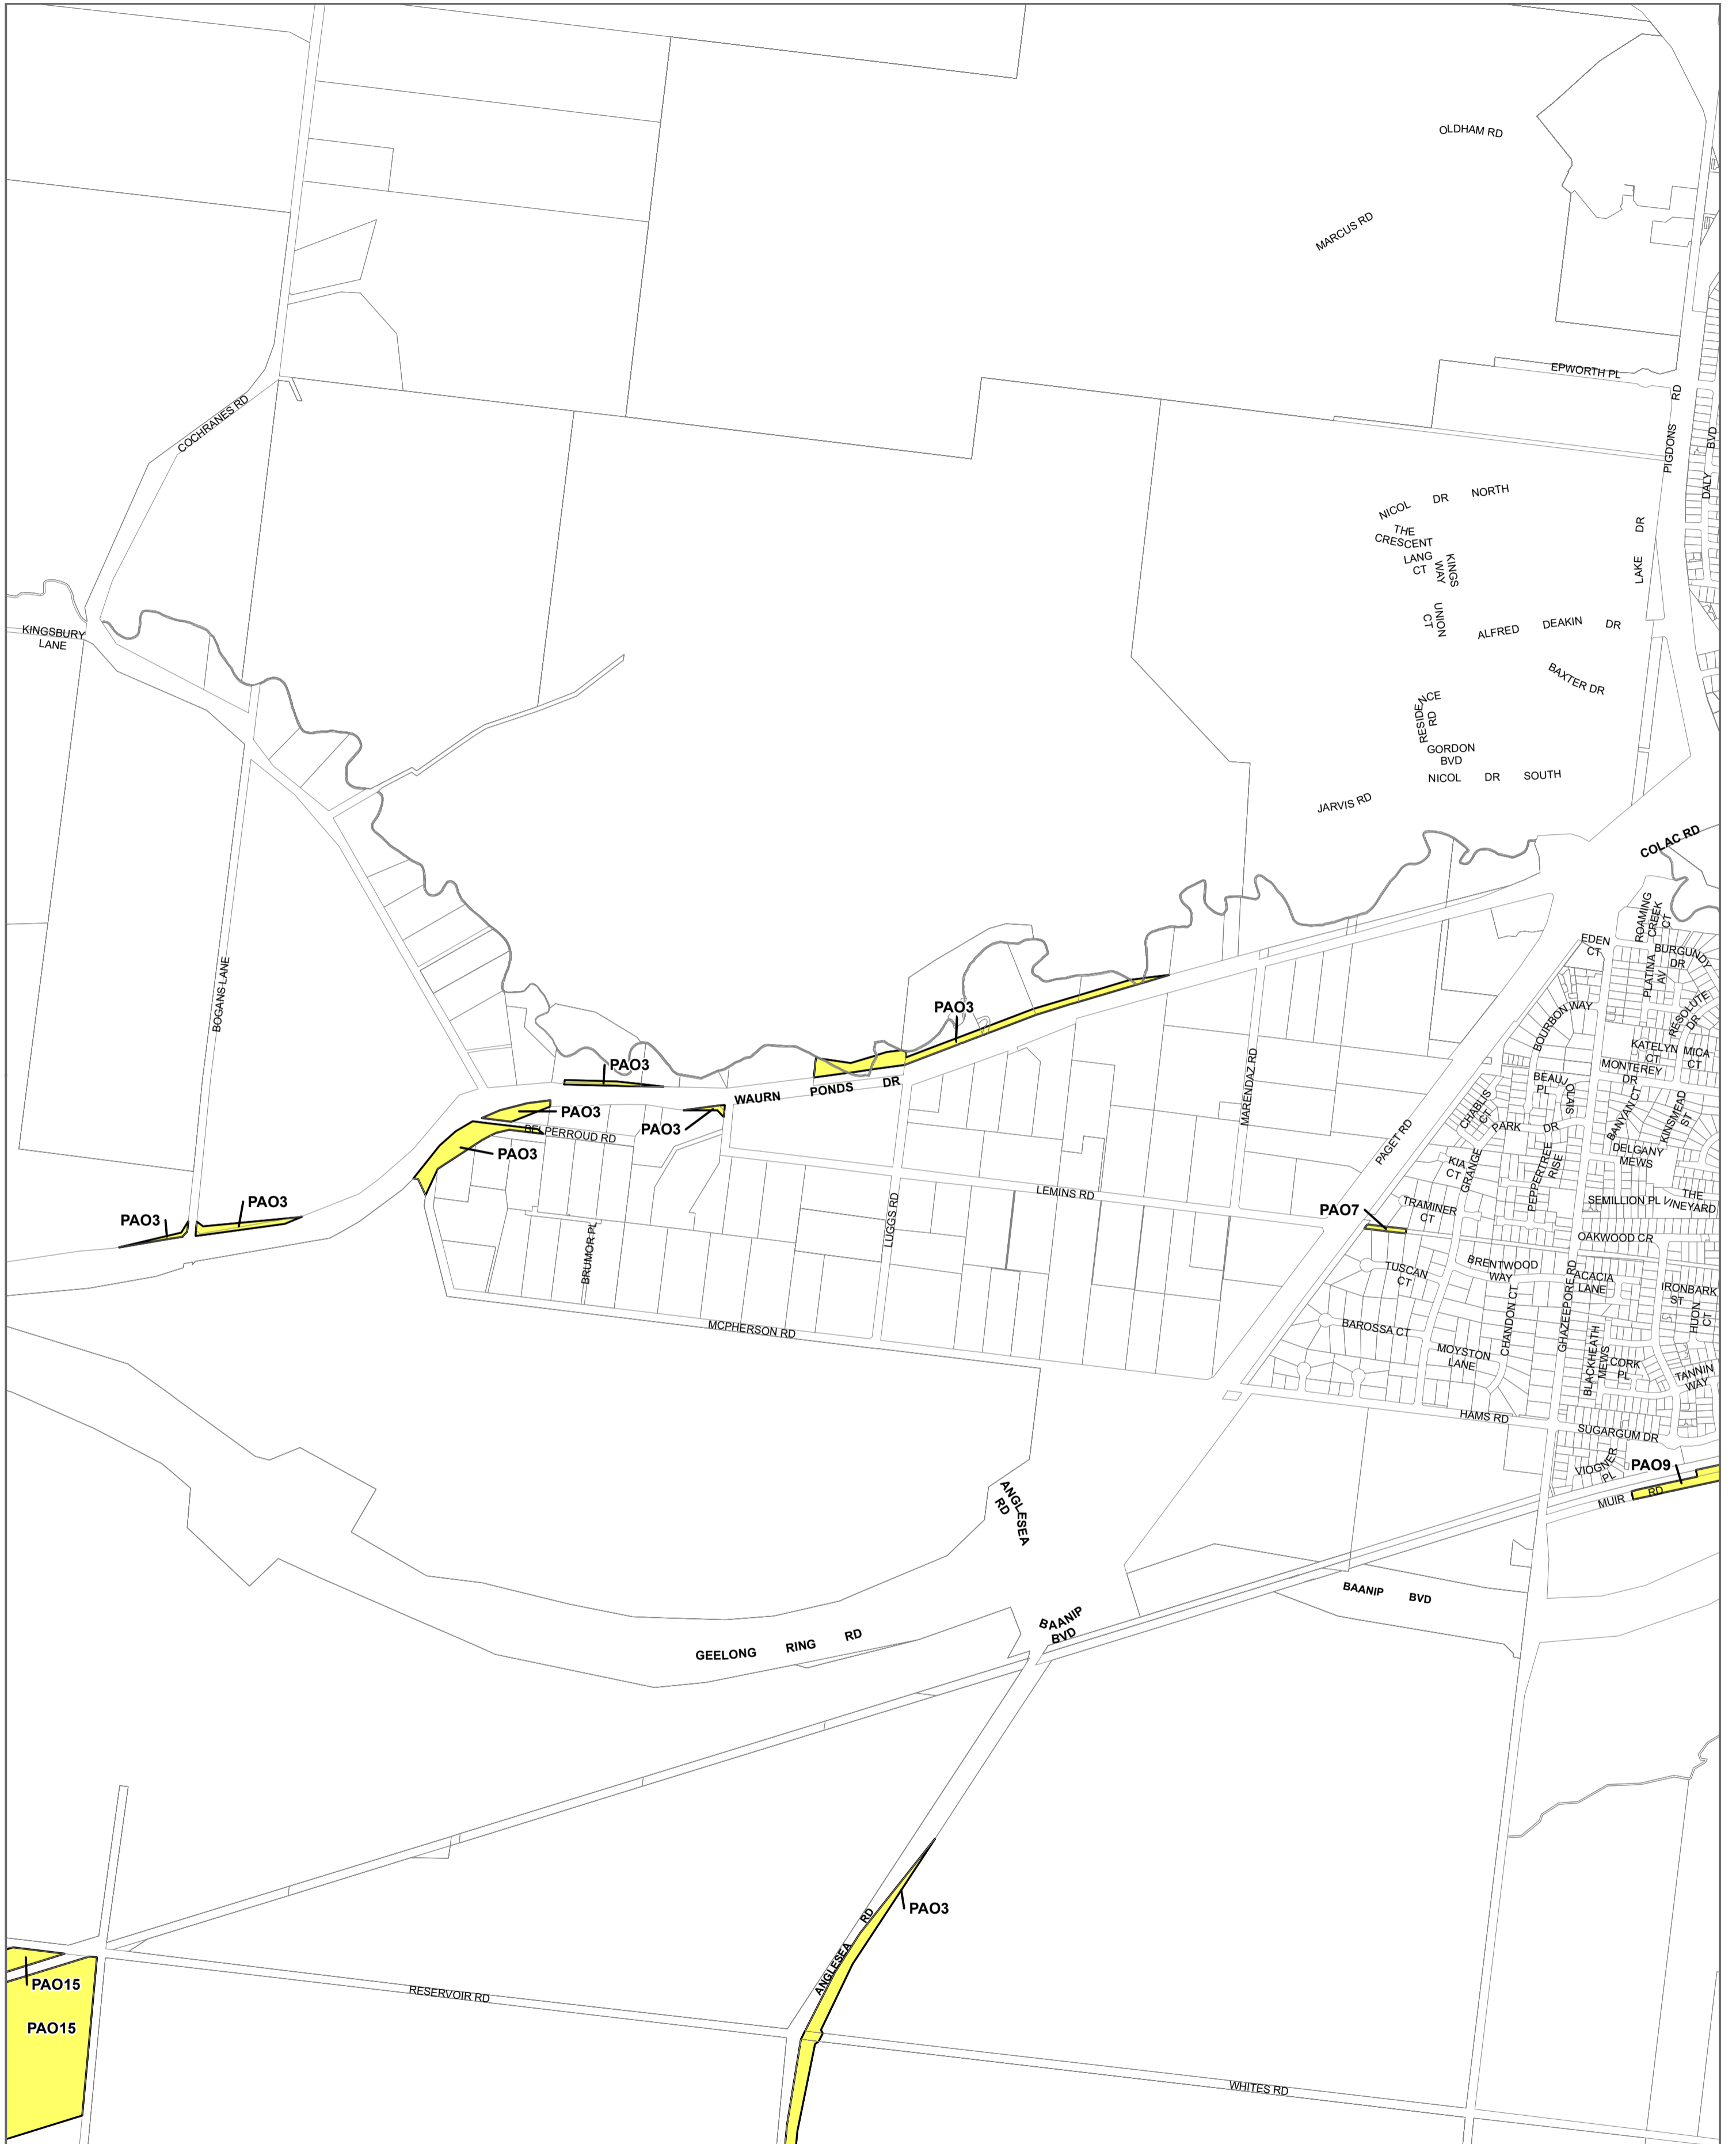 OLDHAM RD
MARCUS RD
EPWORTH PL
PIGDONS RD
COCHRANES RD
DALY BVD
NICOL DR NORTH
THE
CRESCENT
LANG
CT
KINGS
WAY
LAKE DR
UNION
CT
ALFRED DEAKIN DR
KINGSBURY
LANE
BAXTER DR
RESIDENCE
RD
GORDON
BVD
NICOL DR SOUTH
JARVIS RD
COLAC RD
ROAMING
CREEK
CT
EDEN
CT
BURGUNDY
DR
PLATINA
AV
BOGANS LANE
PAO3
BOURBON WAY
RESOLUTE
DR
KATELYN
CT
MICA
CT
MONTEREY
DR
PAO3
WAURN PONDS DR
BEAUJOLAIS
PL
PAO3
PAO3
BELPERROUD RD
MARENDAZ RD
CHABLIS
CT
PARK DR
BANYAN CT
KINSMEAD
ST
PAO3
PAGET RD
DELGANY
MEWS
KIA
CT
GRANGE
PEPPERTREE
RISE
LEMINS RD
SEMILLION PL
THE
VINEYARD
PAO3
PAO3
LUGGS RD
PAO7
TRAMINER
CT
OAKWOOD CR
BRUMOR PL
TUSCAN
CT
BRENTWOOD
WAY
ACACIA
LANE
IRONBARK
ST
HUON
CT
GHAZEEPORE RD
CHANDON CT
MCPHERSON RD
BAROSSA CT
MOYSTON
LANE
BLACKHEATH
MEWS
CORK
PL
TANNIN
WAY
HAMS RD
SUGARGUM DR
VIOGNER
PL
PAO9
MUIR RD
ANGLESEA
RD
BAANIP BVD
BAANIP
BVD
GEELONG RING RD
PAO3
ANGLESEA RD
PAO15
RESERVOIR RD
PAO15
WHITES RD